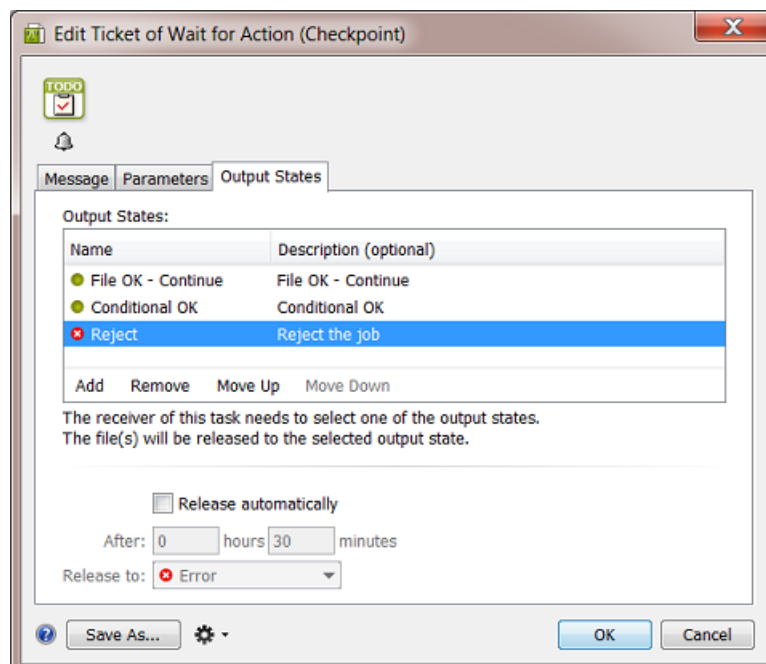 Edit Ticket of Wait for Action (Checkpoint)
TODO
Message Parameters Output States
Output States:
Name Description (optional)
File OK - Continue File OK - Continue
Conditional OK Conditional OK
Reject Reject the job
Add Remove Move Up Move Down
The receiver of this task needs to select one of the output states.
The file(s) will be released to the selected output state.
Release automatically
After: 0 hours 30 minutes
Release to: Error
Save As... OK Cancel